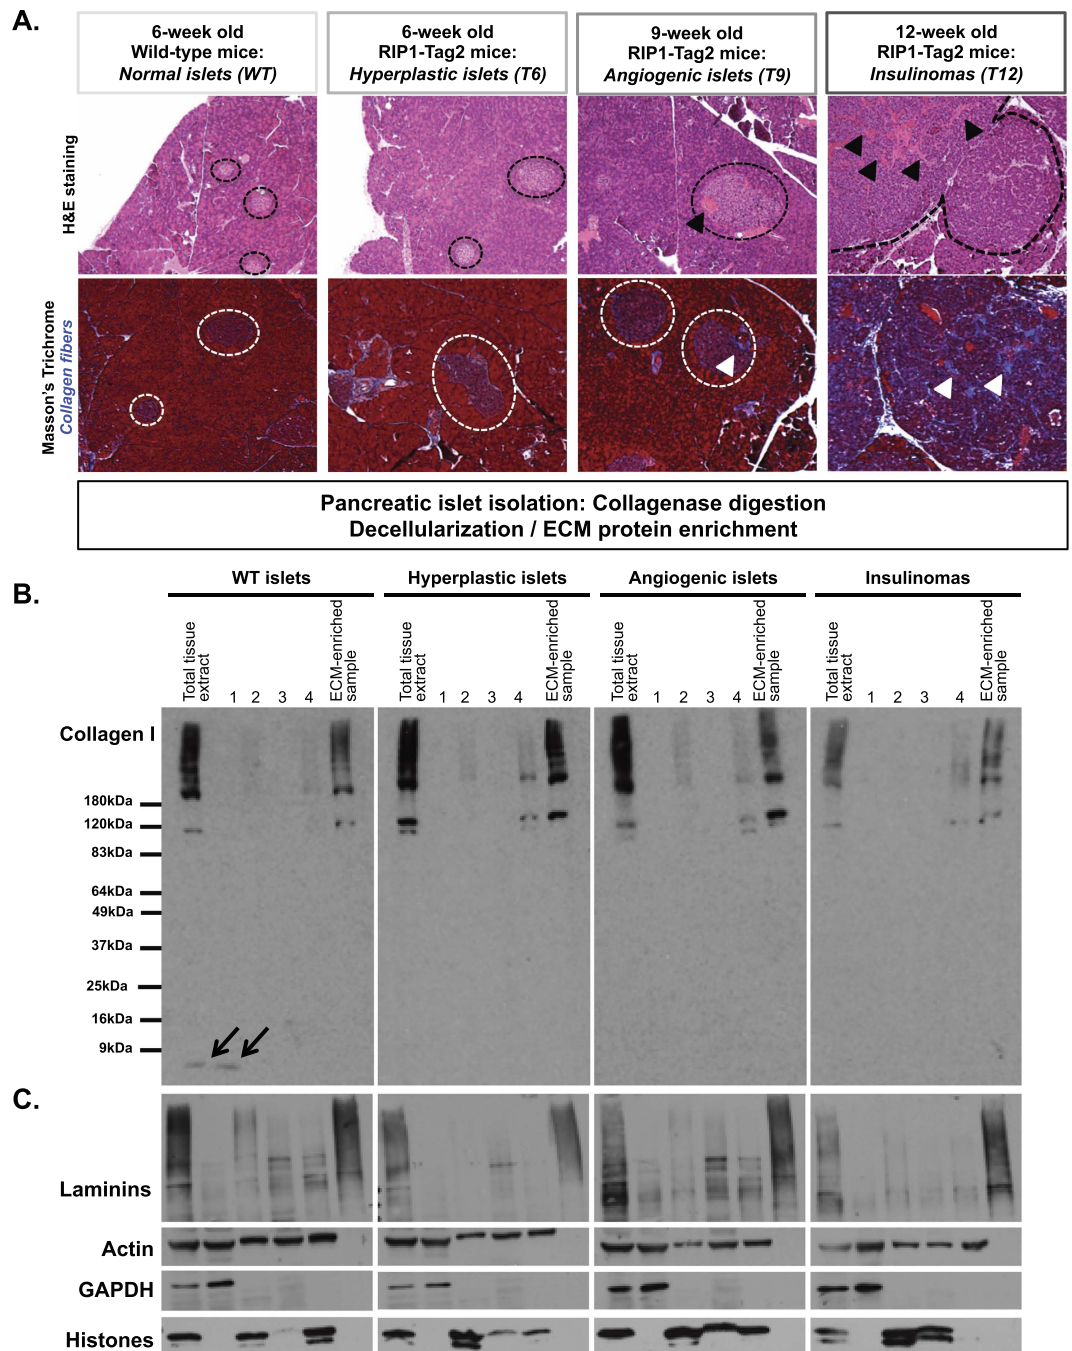 A.
6-week old
Wild-type mice:
Normal islets (WT)
6-week old
RIP1-Tag2 mice:
Hyperplastic islets (T6)
9-week old
RIP1-Tag2 mice:
Angiogenic islets (T9)
12-week old
RIP1-Tag2 mice:
Insulinomas (T12)
H&E staining
Masson's Trichrome
Collagen fibers
Pancreatic islet isolation: Collagenase digestion
Decellularization / ECM protein enrichment
B.
WT islets
Hyperplastic islets
Angiogenic islets
Insulinomas
Total tissue
extract
1
2
3
4
ECM-enriched
sample
Total tissue
extract
1
2
3
4
ECM-enriched
sample
Total tissue
extract
1
2
3
4
ECM-enriched
sample
Total tissue
extract
1
2
3
4
ECM-enriched
sample
Collagen I
180kDa
120kDa
83kDa
64kDa
49kDa
37kDa
25kDa
16kDa
9kDa
C.
Laminins
Actin
GAPDH
Histones